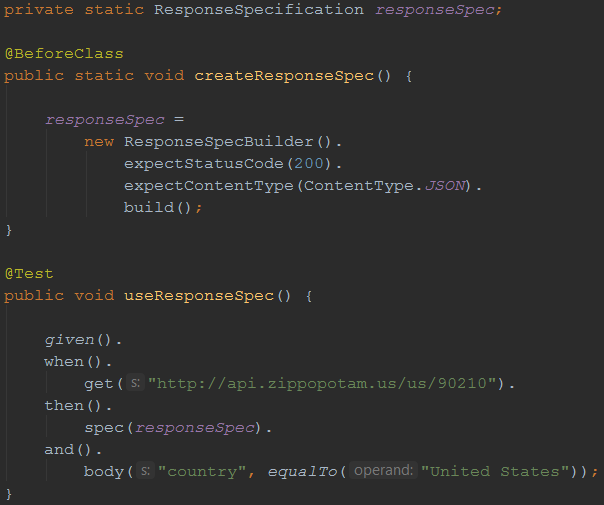 private static ResponseSpecification responseSpec;
@BeforeClass
public static void createResponseSpec() {
responseSpec =
new ResponseSpecBuilder().
expectStatusCode(200).
expectContentType(ContentType.JSON).
build();
}
@Test
public void useResponseSpec() {
given().
when().
get( s: "http://api.zippopotam.us/us/90210").
then().
spec(responseSpec).
and().
body( s: "country", equalTo( operand: "United States"));
}